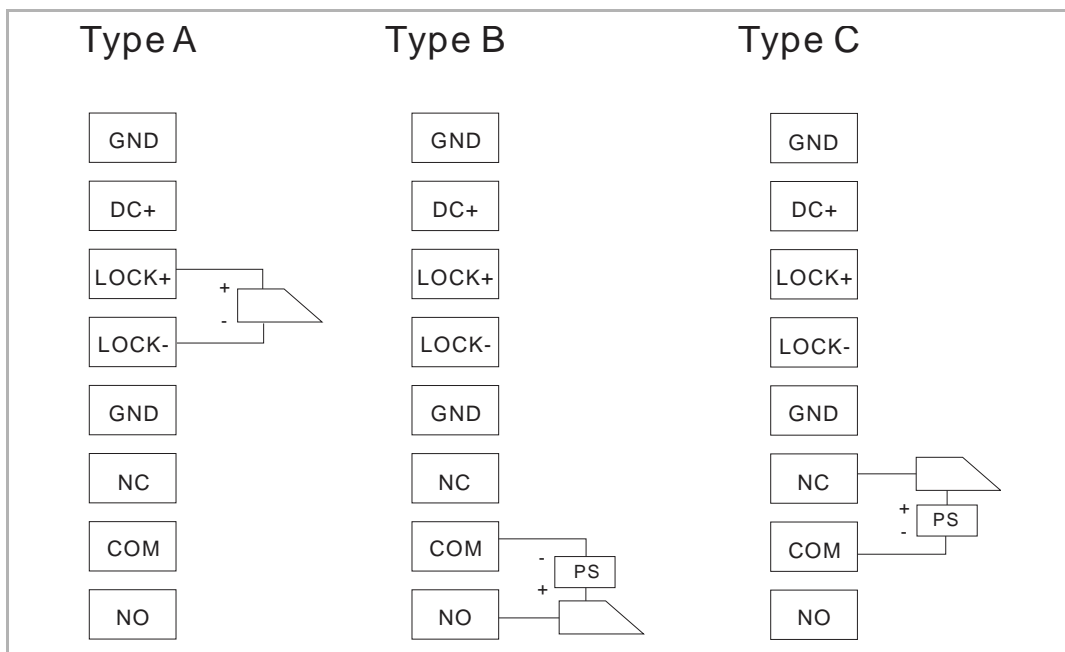 Type A Type B Type C
GND GND GND
DC+ DC+ DC+
LOCK+ LOCK+ LOCK+
+
-
LOCK- LOCK- LOCK-
GND GND GND
NC NC NC
+
PS
-
COM COM COM
-
PS
+
NO NO NO